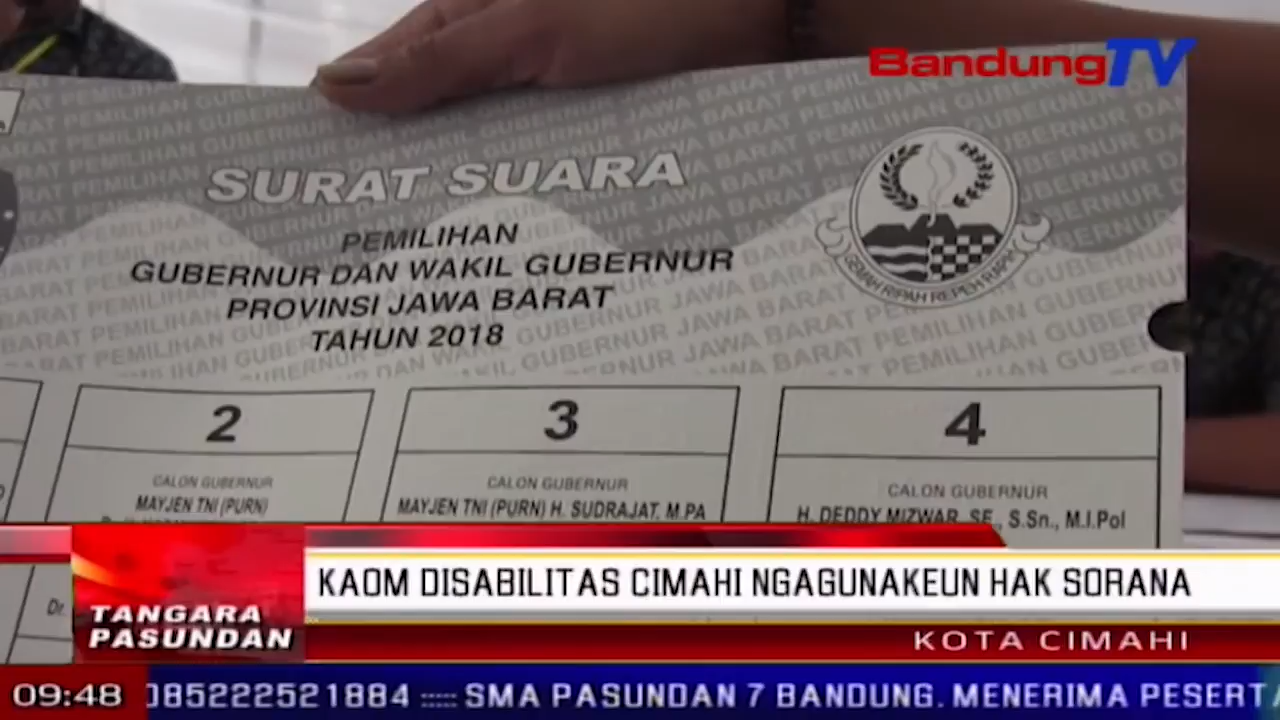 BandungTV
SURAT SUARA
PEMILIHAN
GUBERNUR DAN WAKIL GUBERNUR
PROVINSI JAWA BARAT
TAHUN 2018
GEMAH RIPAH REPEH RAPIH
2
3
4
CALON GUBERNUR
CALON GUBERNUR
CALON GUBERNUR
MAYJEN TNI (PURN)
MAYJEN TNI (PURN) H. SUDRAJAT, M.PA
H. DEDDY MIZWAR, SE., S.Sn., M.I.Pol
Dr.
KAOM DISABILITAS CIMAHI NGAGUNAKEUN HAK SORANA
TANGARA
PASUNDAN
KOTA CIMAHI
09:48
085222521884 ::::: SMA PASUNDAN 7 BANDUNG. MENERIMA PESERTA